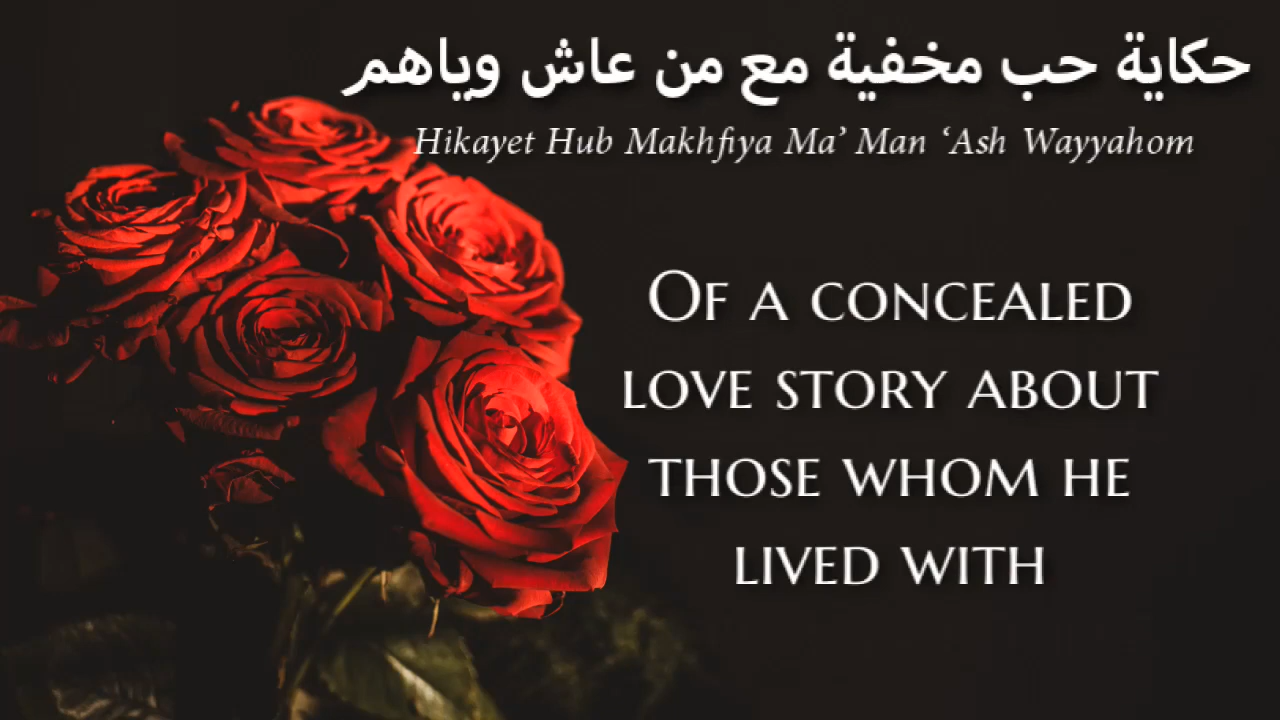 حكاية حب مخفية مع من عاش وياهم
Hikayet Hub Makhfiya Ma’ Man ‘Ash Wayyahom
Of a concealed
love story about
those whom he
lived with